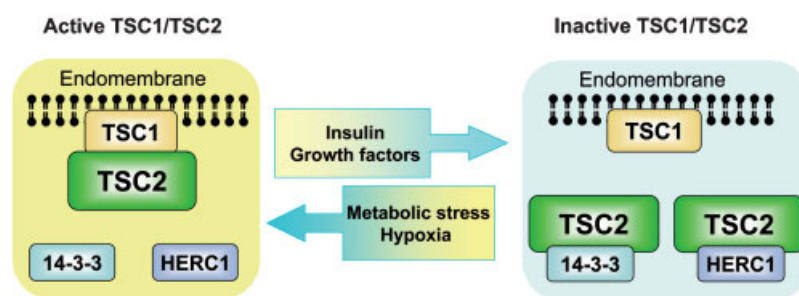 Active TSC1/TSC2
Inactive TSC1/TSC2
Endomembrane
TSC1
TSC2
14-3-3
HERC1
Insulin
Growth factors
Metabolic stress
Hypoxia
Endomembrane
TSC1
TSC2
TSC2
14-3-3
HERC1